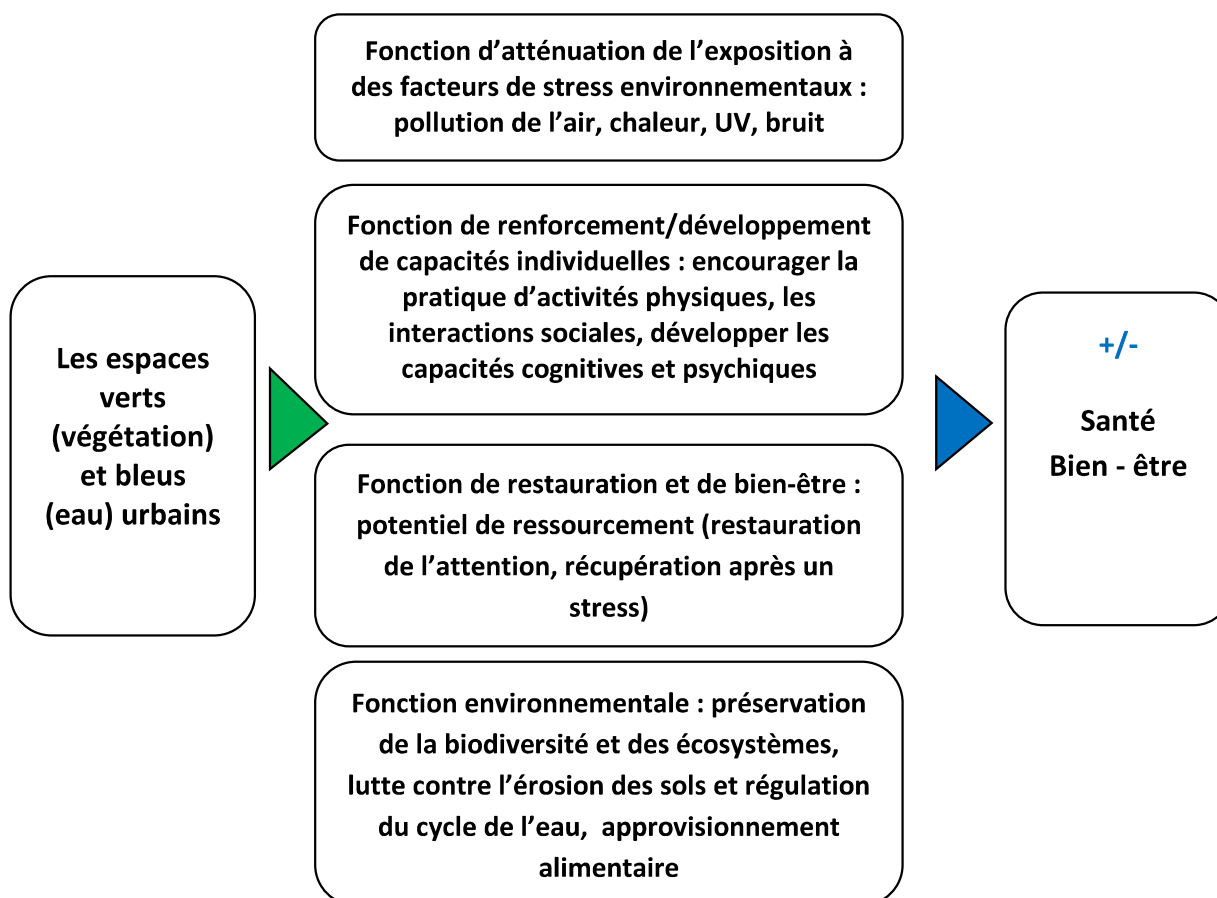 Les espaces
verts
(végétation)
et bleus
(eau) urbains
Fonction d’atténuation de l’exposition à
des facteurs de stress environnementaux :
pollution de l’air, chaleur, UV, bruit
Fonction de renforcement/développement
de capacités individuelles : encourager la
pratique d’activités physiques, les
interactions sociales, développer les
capacités cognitives et psychiques
Fonction de restauration et de bien-être :
potentiel de ressourcement (restauration
de l’attention, récupération après un
stress)
Fonction environnementale : préservation
de la biodiversité et des écosystèmes,
lutte contre l’érosion des sols et régulation
du cycle de l’eau,  approvisionnement
alimentaire
+/-
Santé
Bien - être